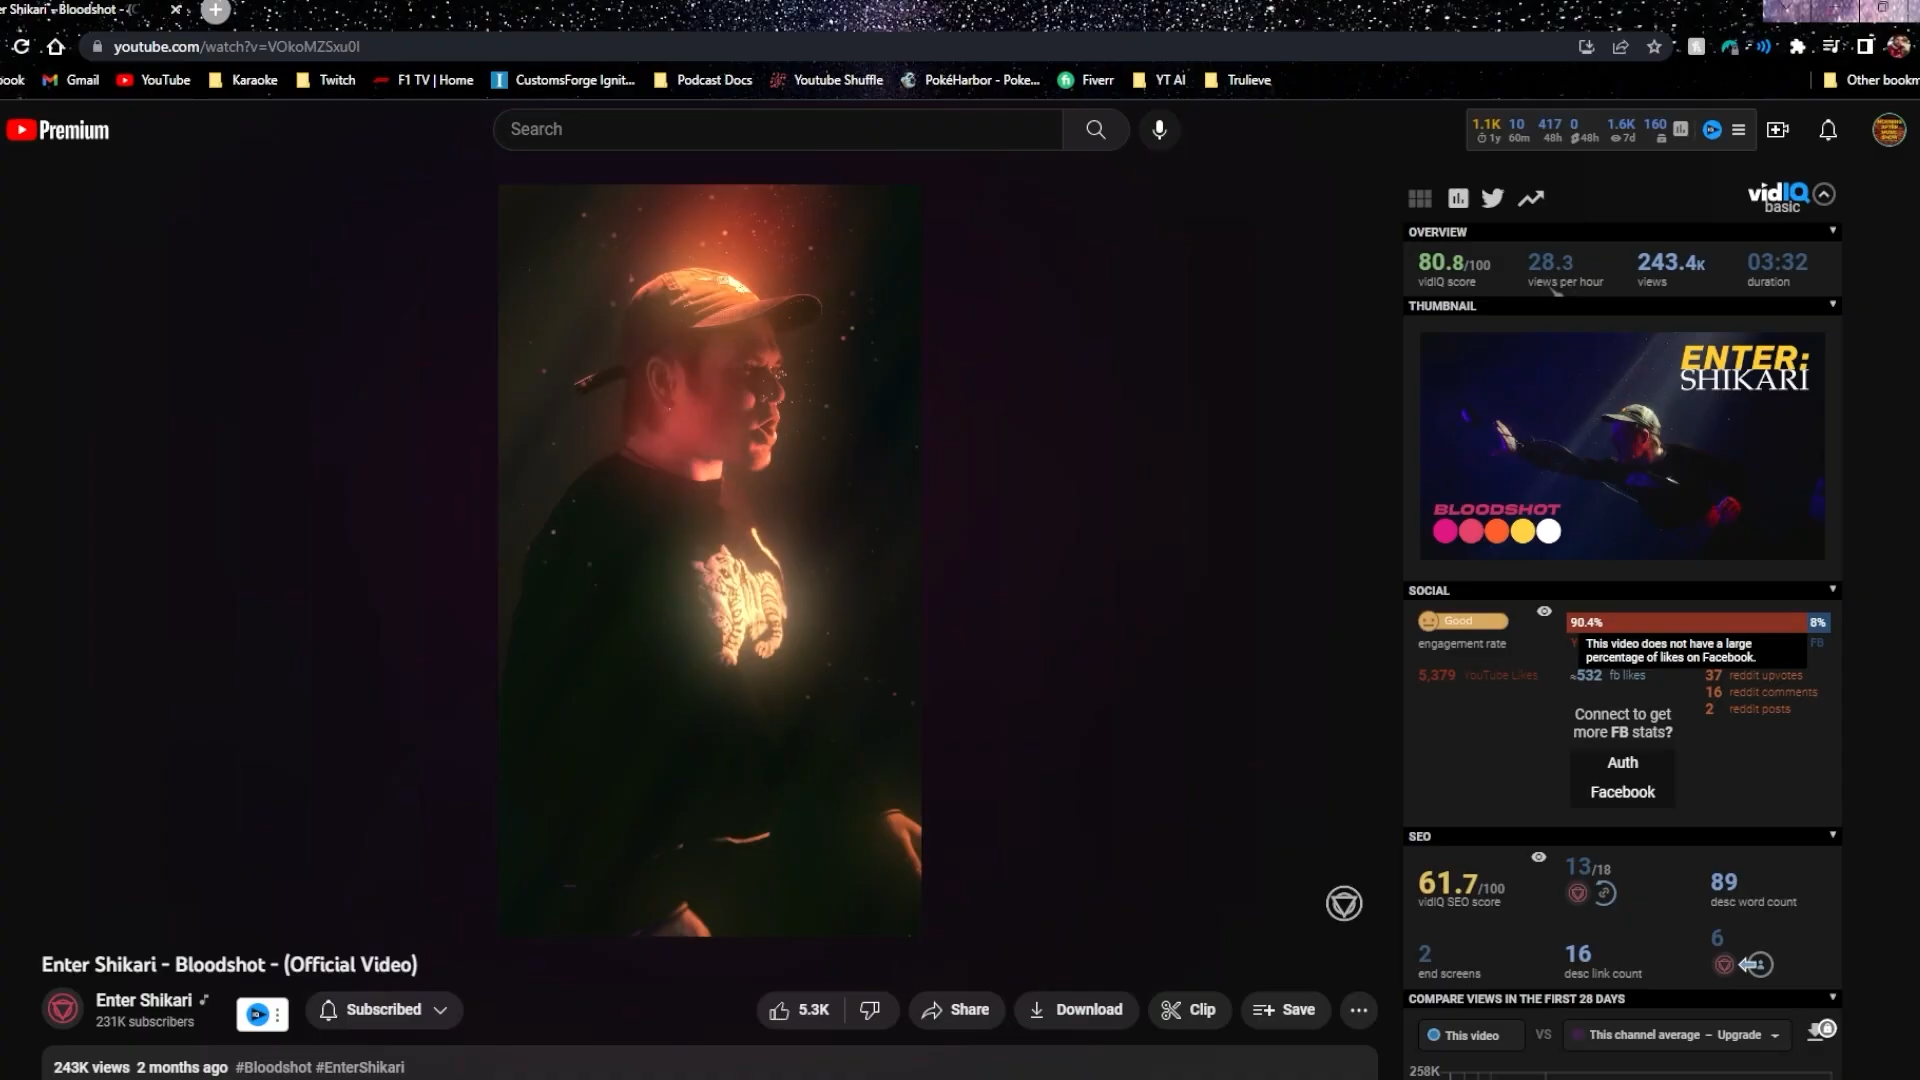 er Shikari - Bloodshot - (C
youtube.com/watch?v=VOkoMZSxu0I
ook Gmail YouTube Karaoke Twitch F1 TV | Home CustomsForge Ignit... Podcast Docs Youtube Shuffle PokéHarbor - Poke... Fiverr YT AI Trulieve Other bookm
Premium
Search
1.1K 10 417 0 1.6K 160
1y 60m 48h 48h 7d
vidIQ
basic
OVERVIEW
80.8/100 28.3 243.4K 03:32
vidIQ score views per hour views duration
THUMBNAIL
ENTER:
SHIKARI
BLOODSHOT
SOCIAL
Good
engagement rate
90.4% 8%
FB
This video does not have a large
percentage of likes on Facebook.
5,379 YouTube Likes ≈532 fb likes 37 reddit upvotes
16 reddit comments
2 reddit posts
Connect to get
more FB stats?
Auth
Facebook
SEO
61.7/100 13/18 89
vidIQ SEO score desc word count
2 16 6
end screens desc link count
COMPARE VIEWS IN THE FIRST 28 DAYS
This video VS This channel average – Upgrade
258K
Enter Shikari - Bloodshot - (Official Video)
Enter Shikari
231K subscribers
IQ
Subscribed
5.3K Share Download Clip Save
243K views 2 months ago #Bloodshot #EnterShikari